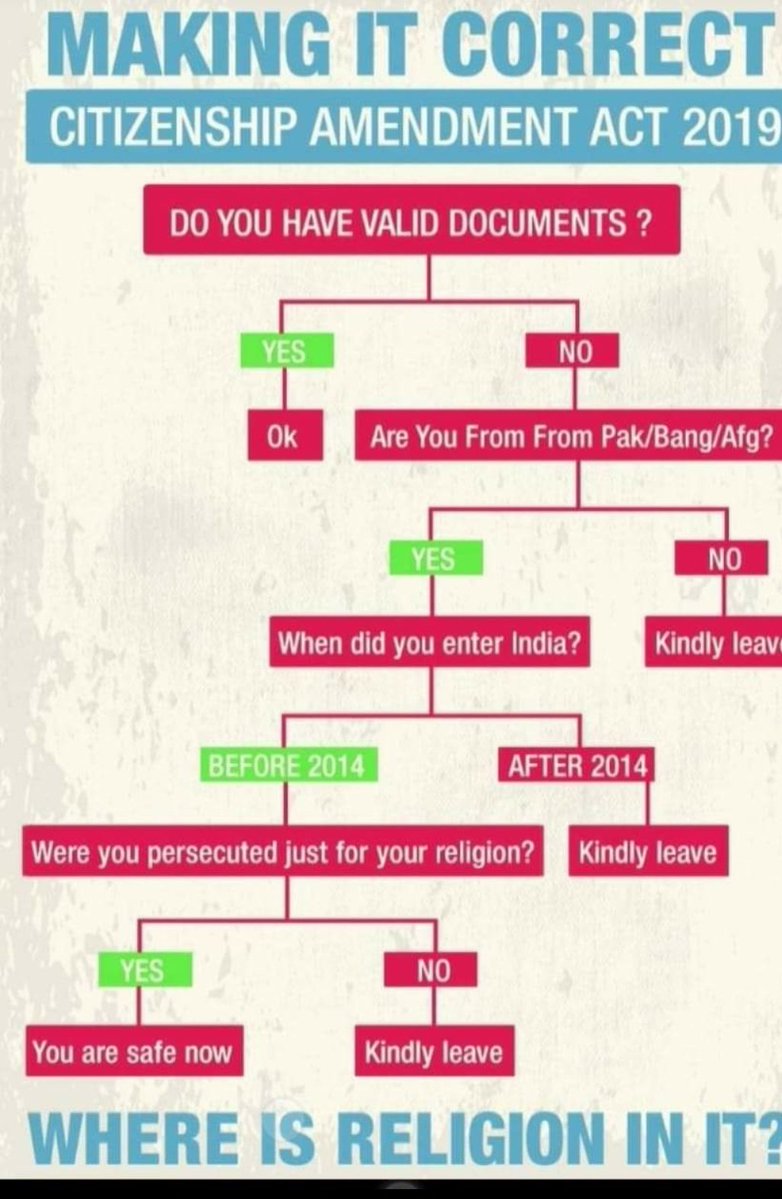 MAKING IT CORRECT
CITIZENSHIP AMENDMENT ACT 2019
DO YOU HAVE VALID DOCUMENTS ?
YES
NO
Ok
Are You From From Pak/Bang/Afg?
YES
NO
When did you enter India?
Kindly leav
BEFORE 2014
AFTER 2014
Were you persecuted just for your religion?
Kindly leave
YES
NO
You are safe now
Kindly leave
WHERE IS RELIGION IN IT?